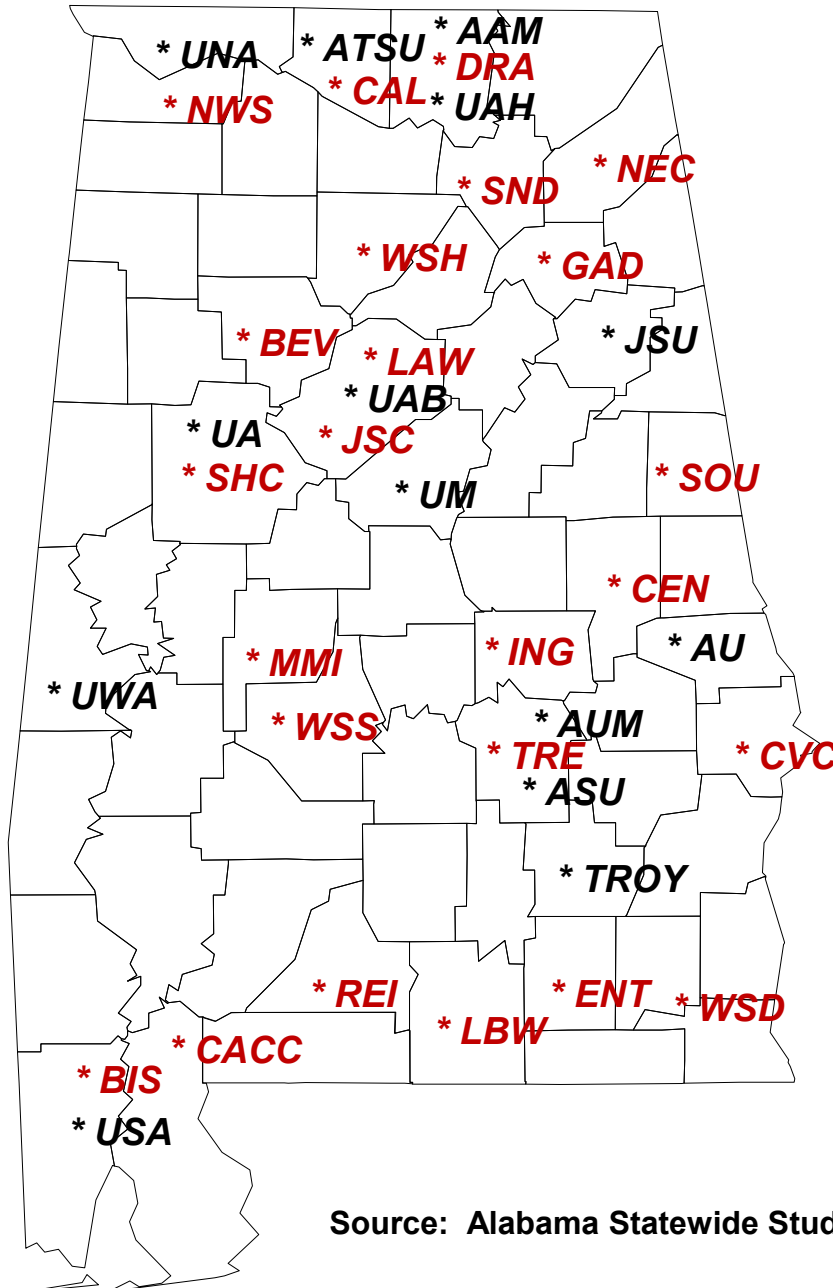 * UNA
* ATSU
* AAM
* DRA
* CAL
* UAH
* NWS
* NEC
* SND
* WSH
* GAD
* BEV
* JSU
* LAW
* UAB
* UA
* JSC
* SHC
* UM
* SOU
* CEN
* AU
* MMI
* ING
* UWA
* WSS
* AUM
* TRE
* CVC
* ASU
* TROY
* REI
* ENT
* WSD
* LBW
* CACC
* BIS
* USA
Source: Alabama Statewide Stud